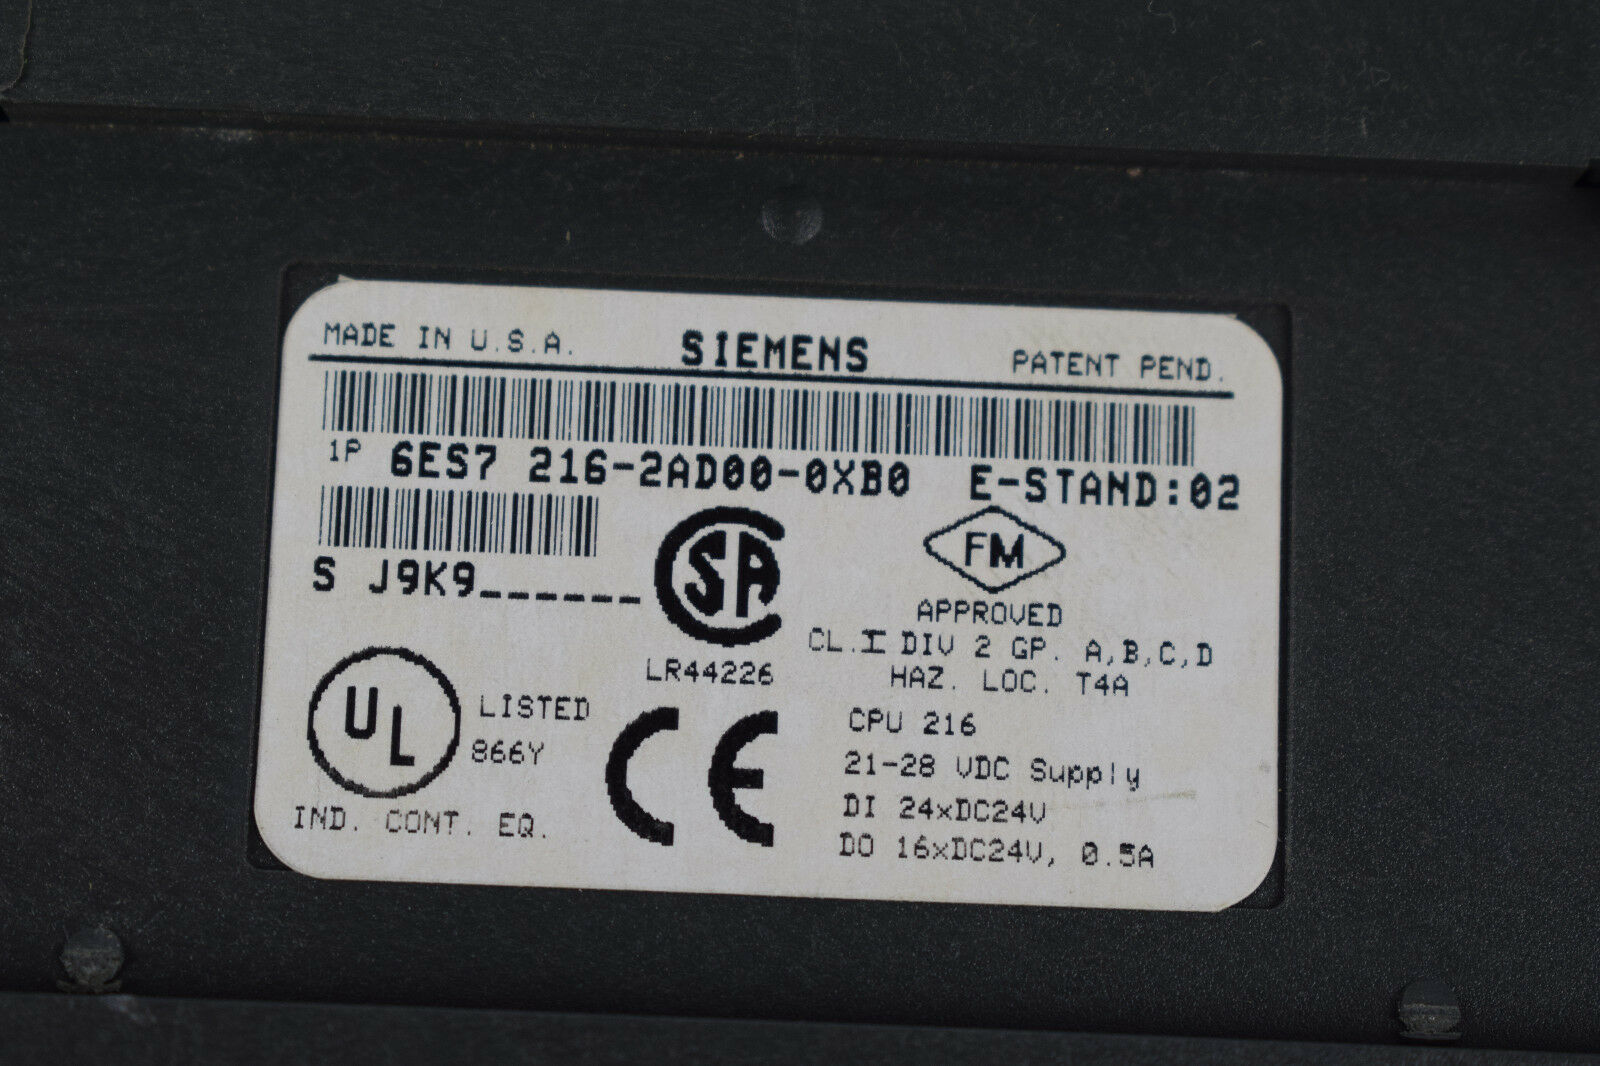 MADE IN U.S.A. SIEMENS PATENT PEND.
1P 6ES7 216-2AD00-0XB0 E-STAND:02
S J9K9______
SA
LR44226
FM
APPROVED
CL.I DIV 2 GP. A,B,C,D
HAZ. LOC. T4A
UL LISTED
866Y
IND. CONT. EQ.
CE
CPU 216
21-28 VDC Supply
DI 24xDC24V
DO 16xDC24V, 0.5A